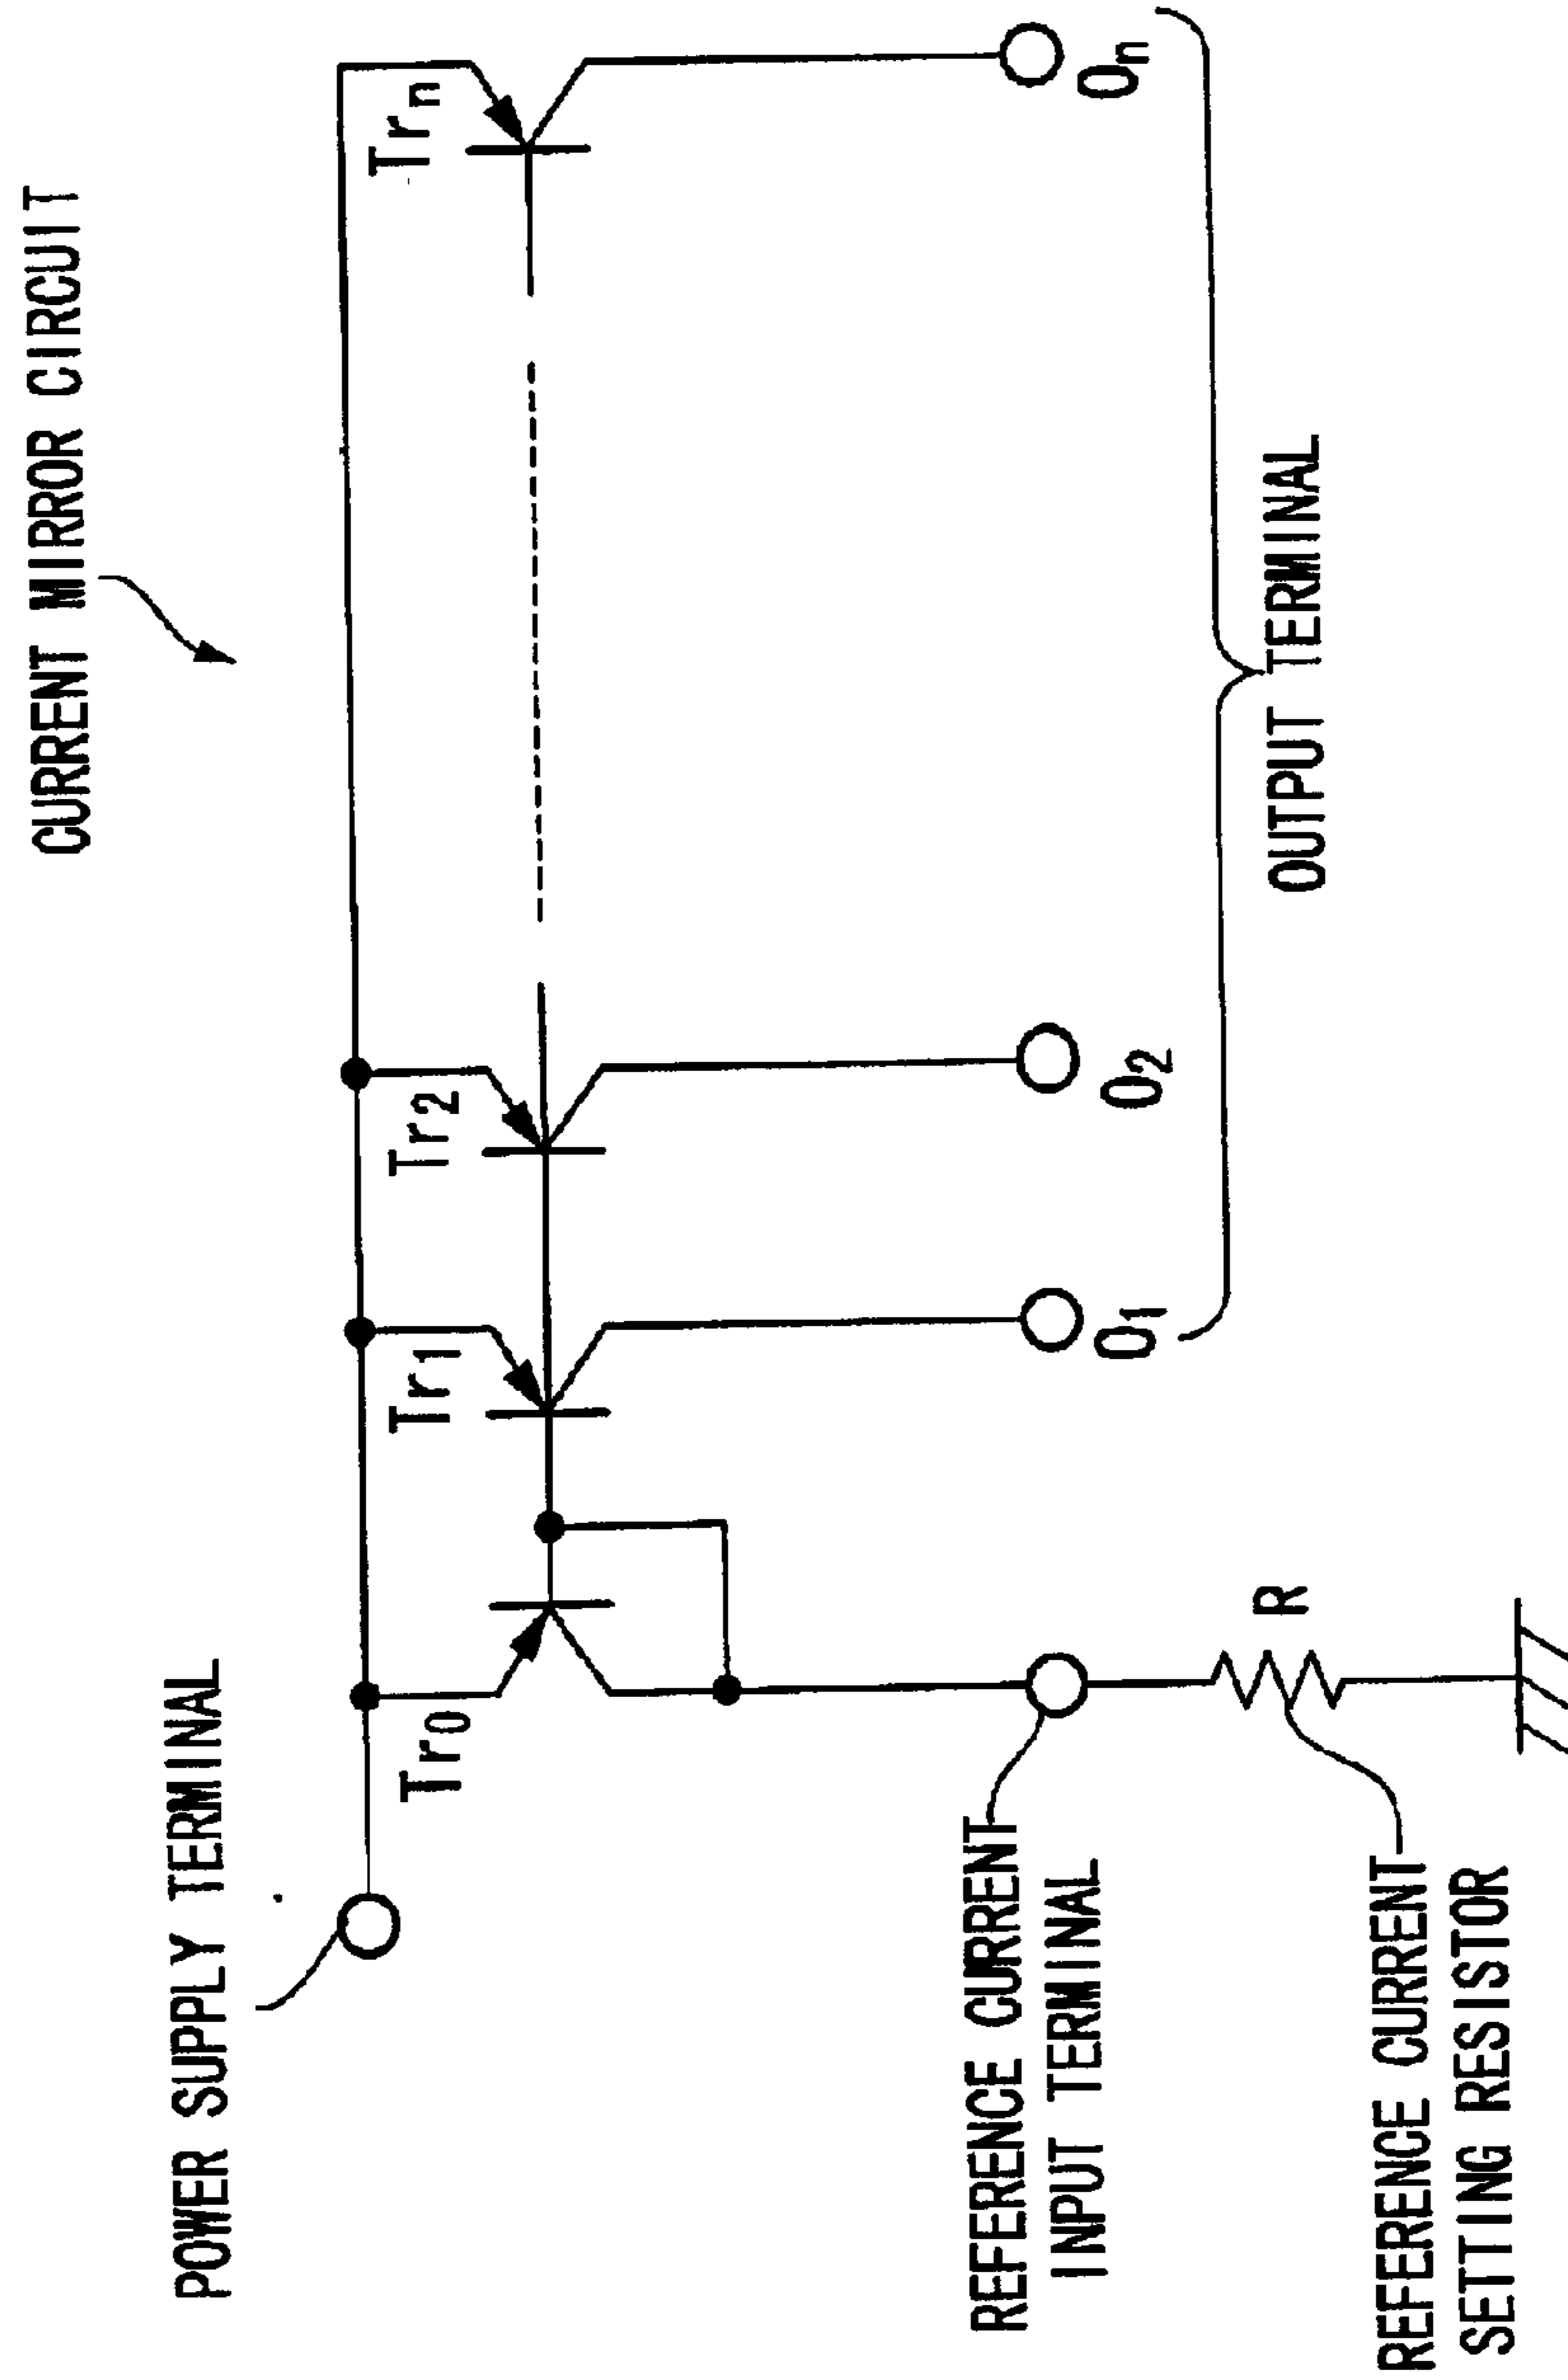 CURRENT MIRROR CIRCUIT
POWER SUPPLY TERMINAL
Tr0
Tr1
Tr2
Trn
REFERENCE CURRENT
INPUT TERMINAL
O1
O2
On
OUTPUT TERMINAL
R
REFERENCE CURRENT
SETTING RESISTOR